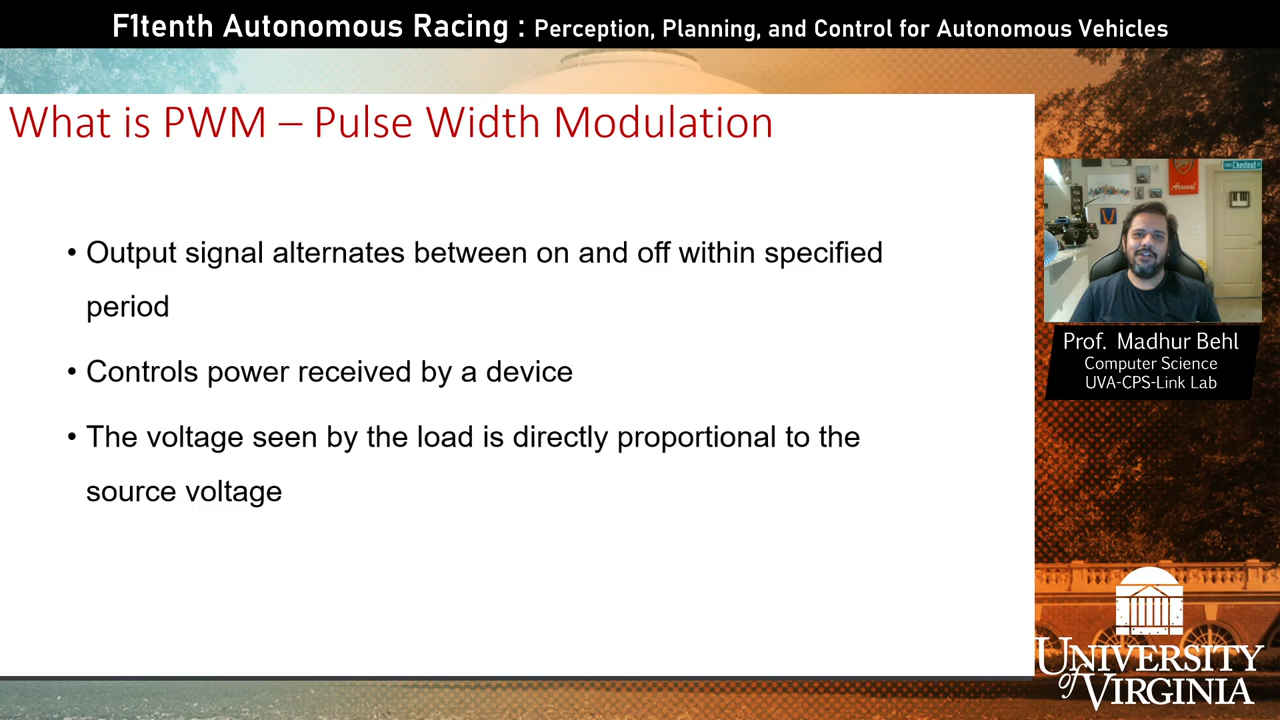 F1tenth Autonomous Racing : Perception, Planning, and Control for Autonomous Vehicles
What is PWM – Pulse Width Modulation
• Output signal alternates between on and off within specified
period
• Controls power received by a device
• The voltage seen by the load is directly proportional to the
source voltage
Chestnut
Arsenal
Prof. Madhur Behl
Computer Science
UVA-CPS-Link Lab
UNIVERSITY
of VIRGINIA